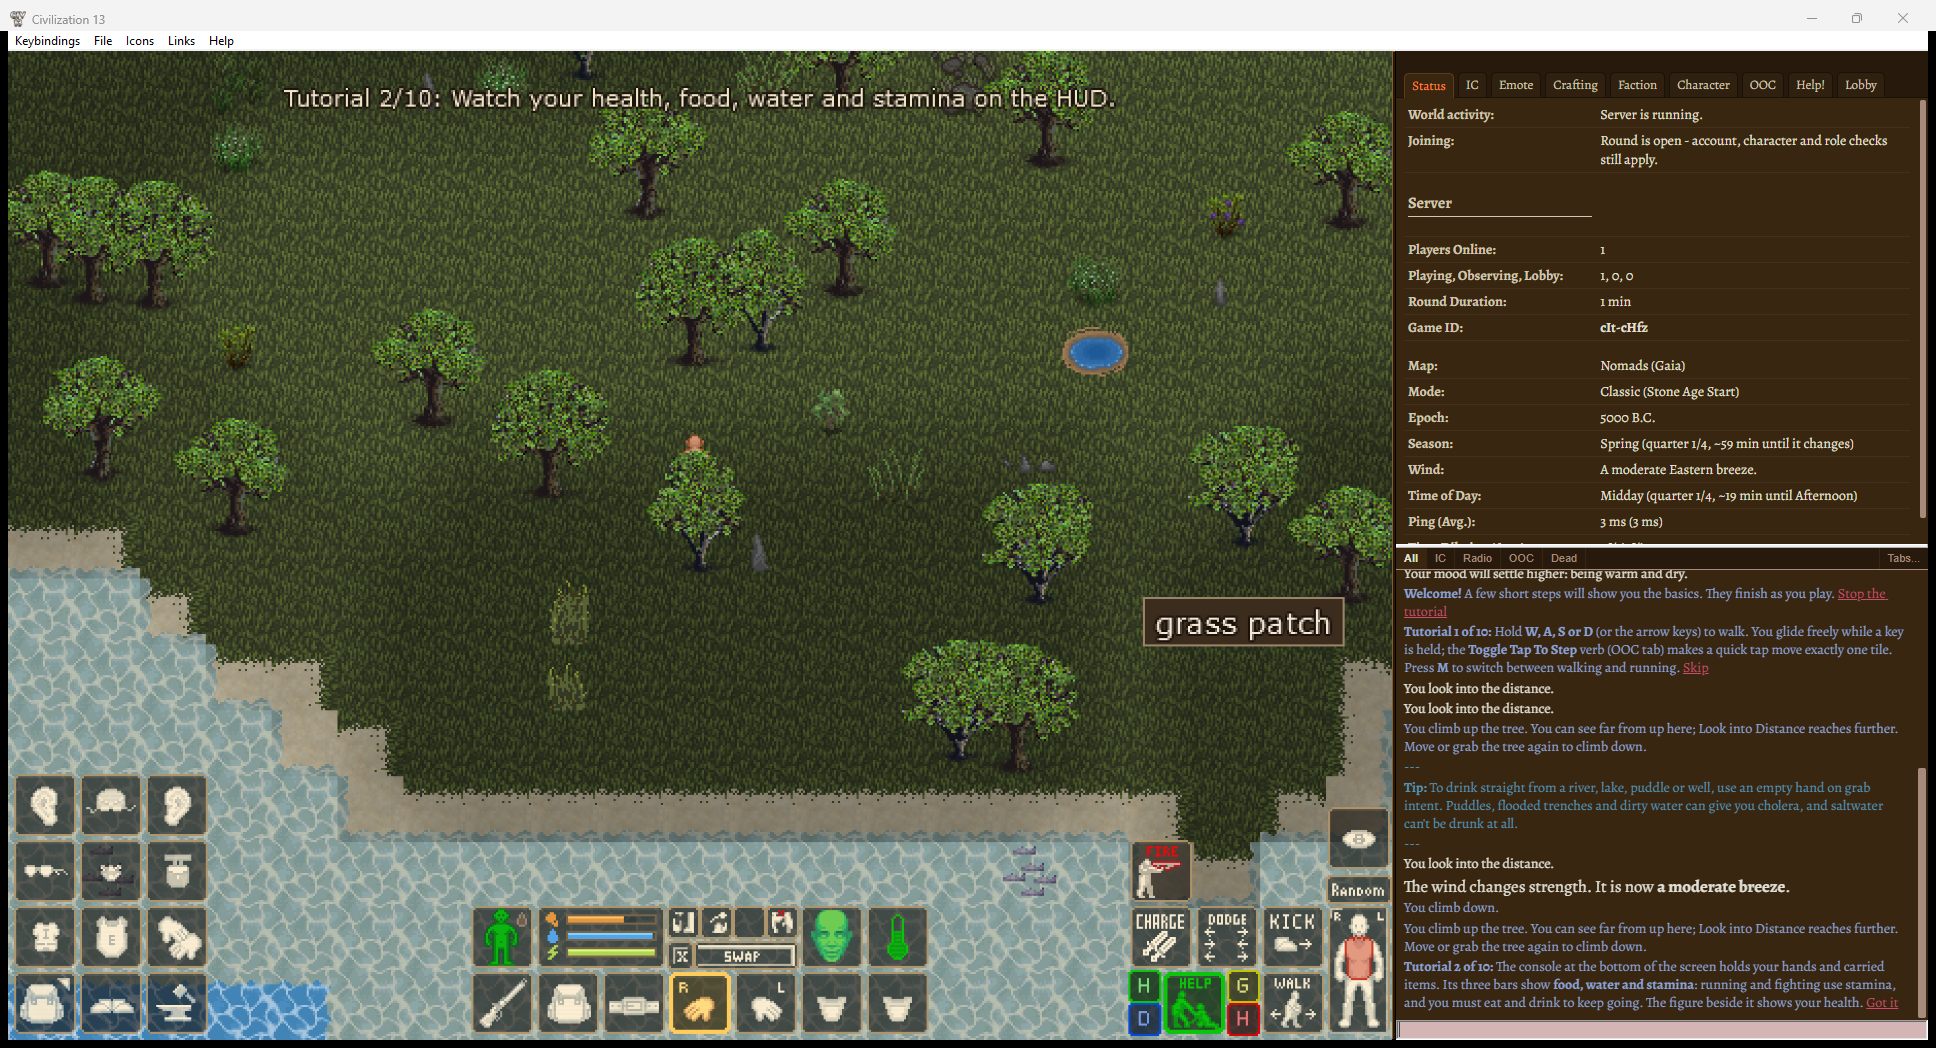 Civilization 13
Keybindings File Icons Links Help
Tutorial 2/10: Watch your health, food, water and stamina on the HUD.
grass patch
FIRE
Random
CHARGE DODGE KICK
R L
SWAP
X
R L
H HELP G
D H
WALK
I
E
B
Status IC Emote Crafting Faction Character OOC Help! Lobby
World activity: Server is running.
Joining: Round is open - account, character and role checks
still apply.
Server
Players Online: 1
Playing, Observing, Lobby: 1, 0, 0
Round Duration: 1 min
Game ID: cIt-cHfz
Map: Nomads (Gaia)
Mode: Classic (Stone Age Start)
Epoch: 5000 B.C.
Season: Spring (quarter 1/4, ~59 min until it changes)
Wind: A moderate Eastern breeze.
Time of Day: Midday (quarter 1/4, ~19 min until Afternoon)
Ping (Avg.): 3 ms (3 ms)
All IC Radio OOC Dead Tabs...
Your mood will settle higher: being warm and dry.
Welcome! A few short steps will show you the basics. They finish as you play. Stop the
tutorial
Tutorial 1 of 10: Hold W, A, S or D (or the arrow keys) to walk. You glide freely while a key
is held; the Toggle Tap To Step verb (OOC tab) makes a quick tap move exactly one tile.
Press M to switch between walking and running. Skip
You look into the distance.
You look into the distance.
You climb up the tree. You can see far from up here; Look into Distance reaches further.
Move or grab the tree again to climb down.
---
Tip: To drink straight from a river, lake, puddle or well, use an empty hand on grab
intent. Puddles, flooded trenches and dirty water can give you cholera, and saltwater
can't be drunk at all.
---
You look into the distance.
The wind changes strength. It is now a moderate breeze.
You climb down.
You climb up the tree. You can see far from up here; Look into Distance reaches further.
Move or grab the tree again to climb down.
Tutorial 2 of 10: The console at the bottom of the screen holds your hands and carried
items. Its three bars show food, water and stamina: running and fighting use stamina,
and you must eat and drink to keep going. The figure beside it shows your health. Got it